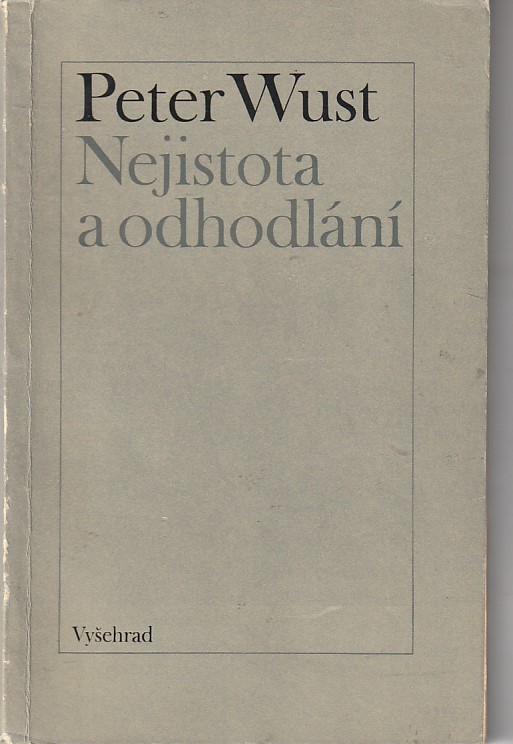 Peter Wust
Nejistota
a odhodlání
Vyšehrad